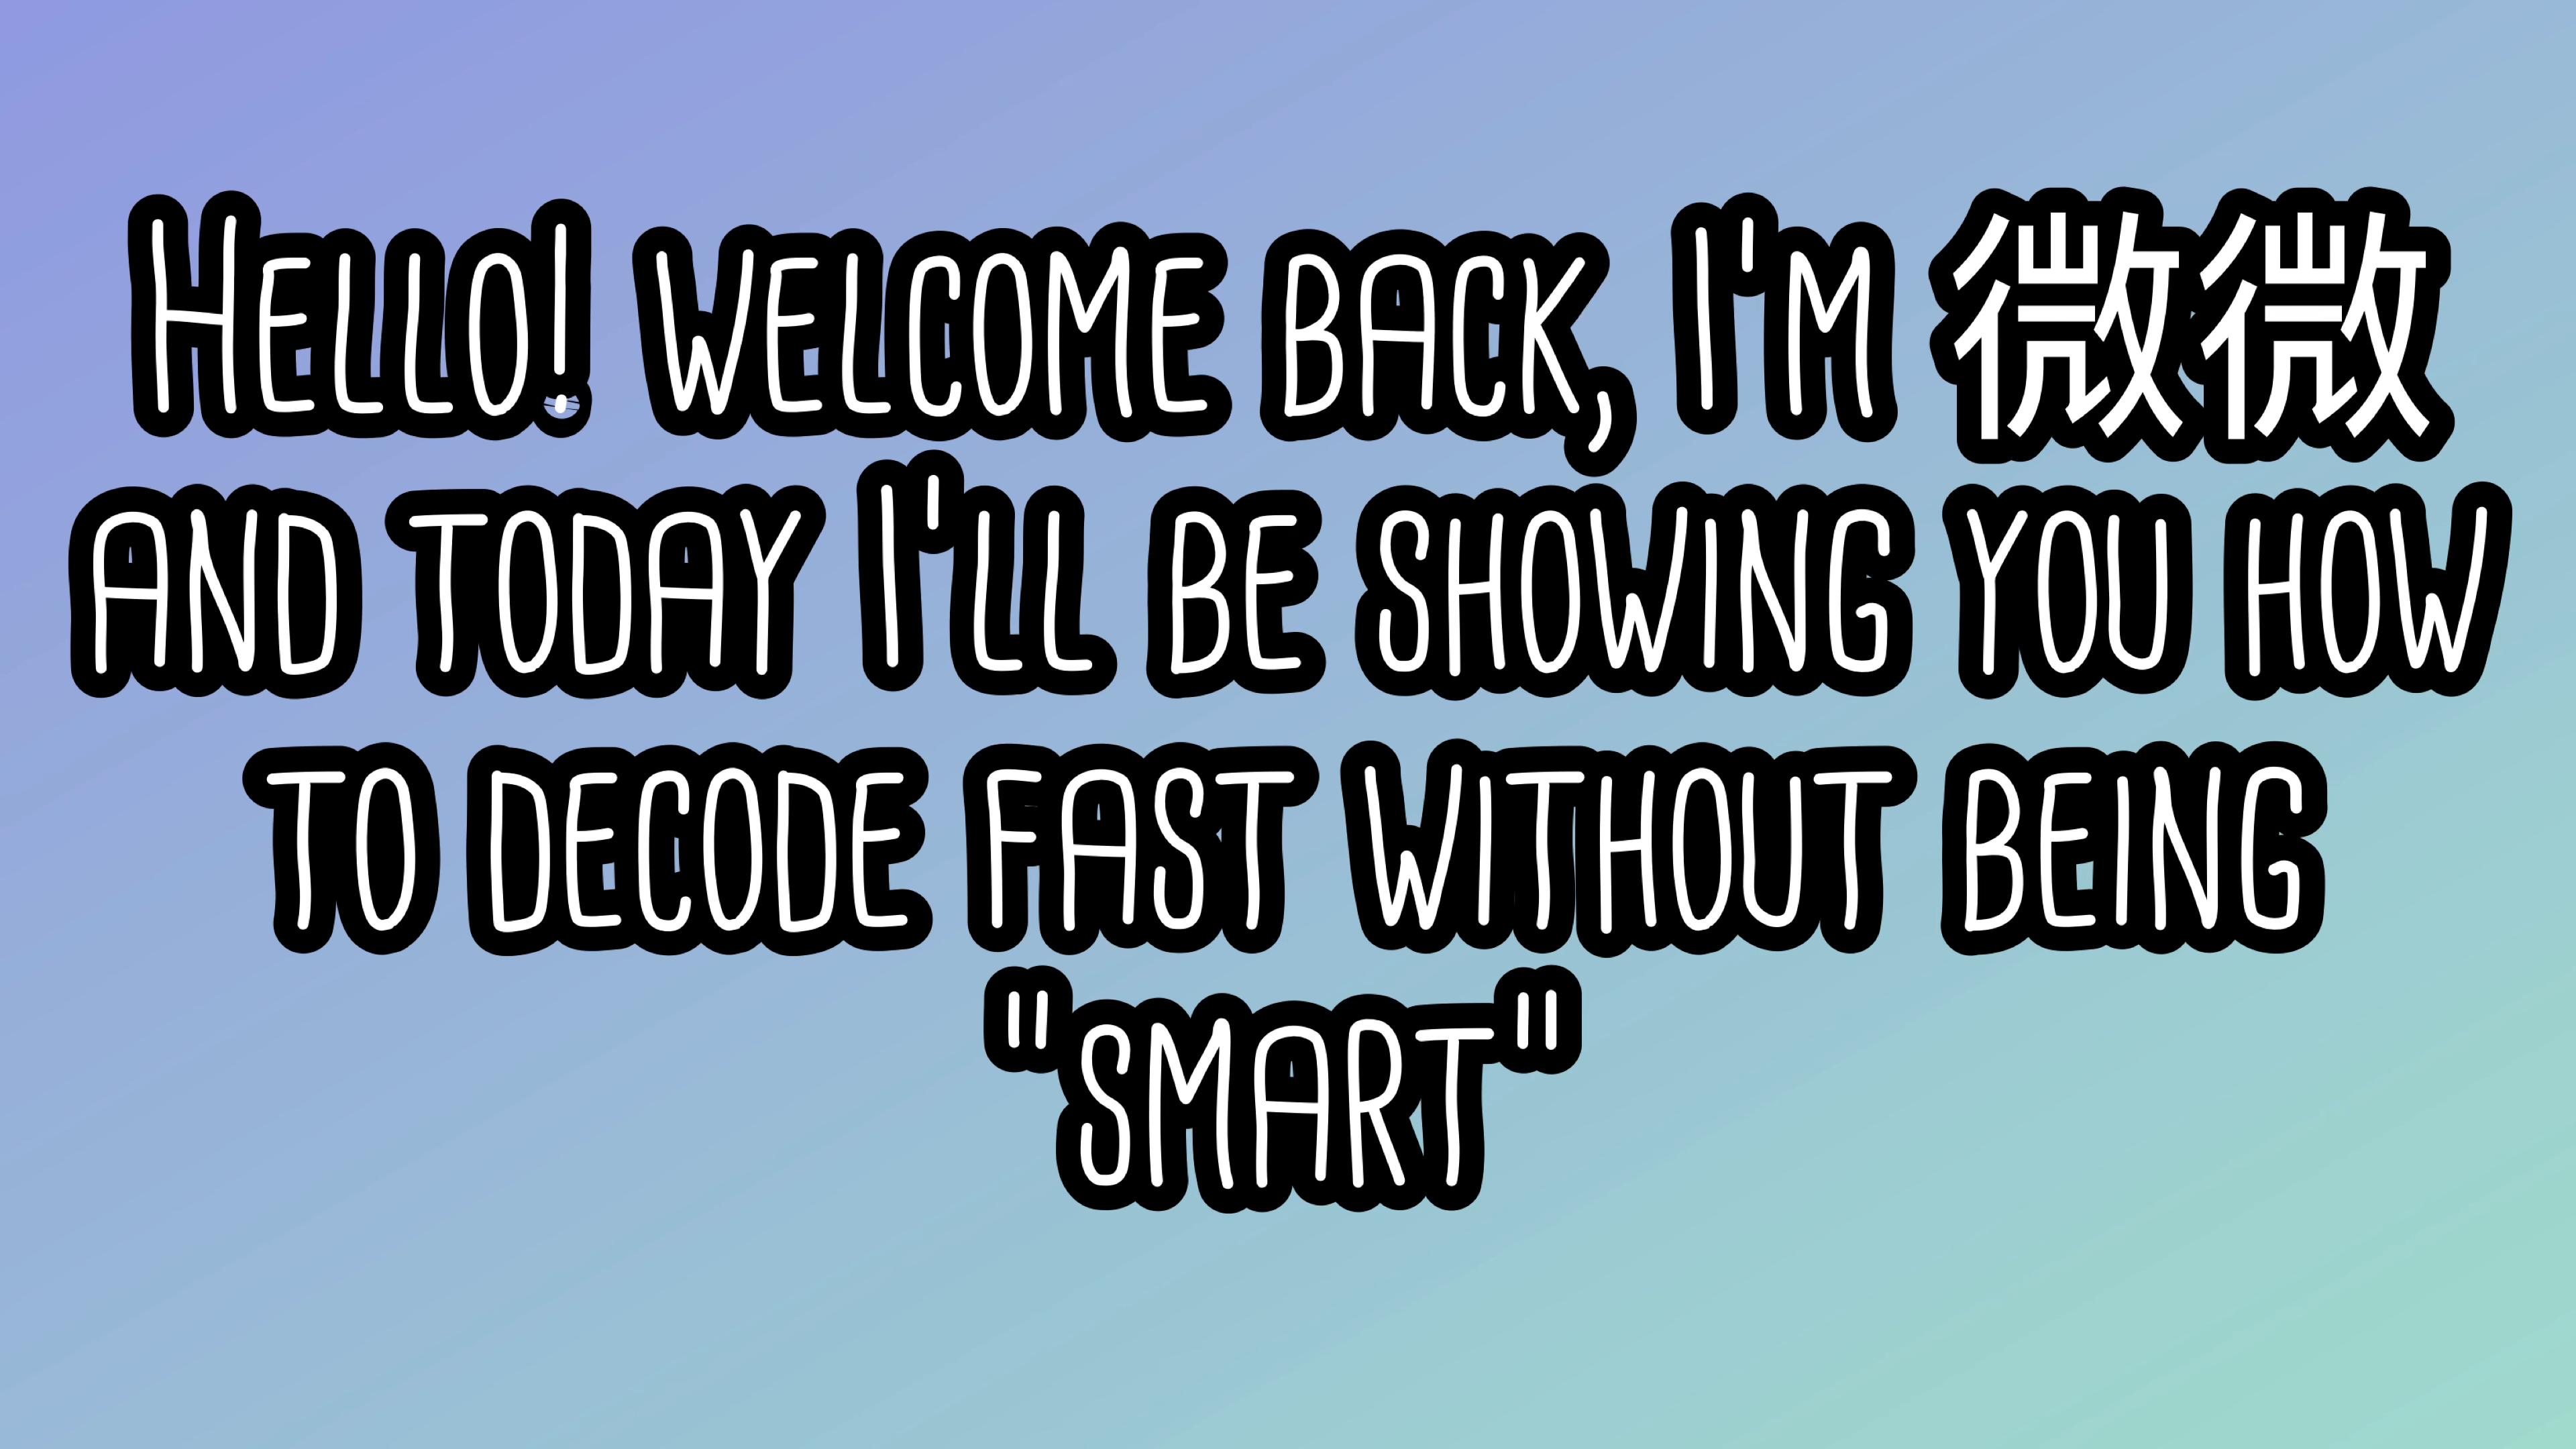 Hello! welcome back, I'm 微微
and today I'll be showing you how
to decode fast without being
"smart"